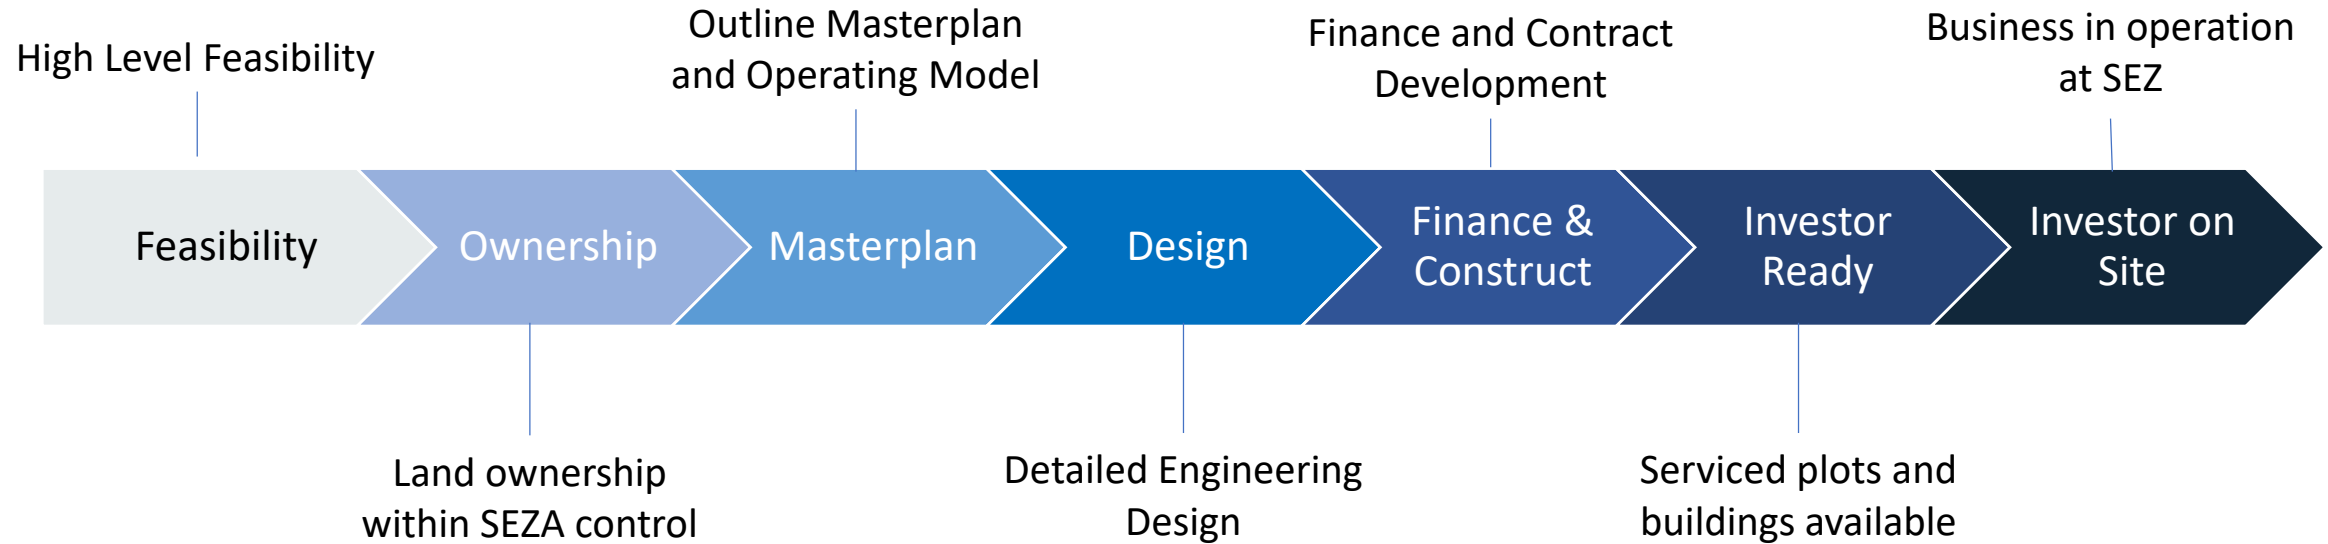 High Level Feasibility
Outline Masterplan
and Operating Model
Finance and Contract
Development
Business in operation
at SEZ
Feasibility
Ownership
Masterplan
Design
Finance &
Construct
Investor
Ready
Investor on
Site
Land ownership
within SEZA control
Detailed Engineering
Design
Serviced plots and
buildings available